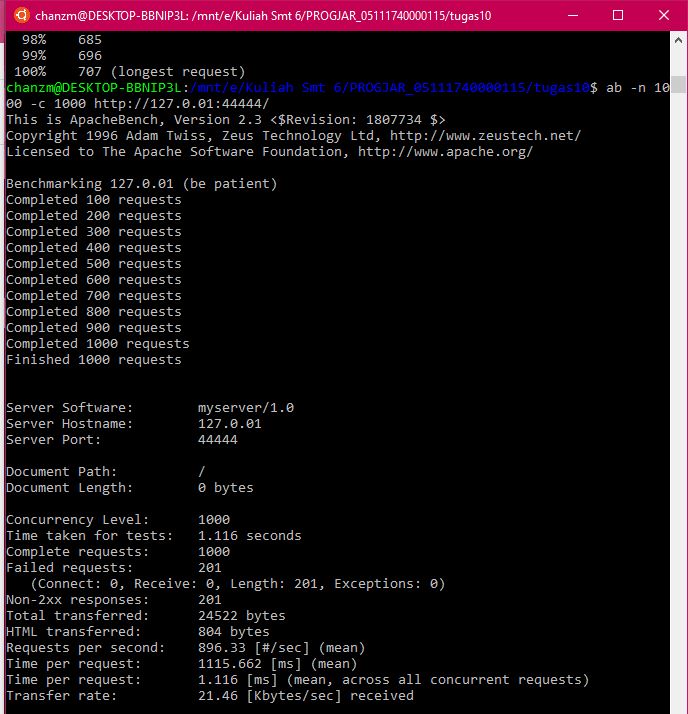 chanzm@DESKTOP-BBNIP3L: /mnt/e/Kuliah Smt 6/PROGJAR_05111740000115/tugas10
98% 685
99% 696
100% 707 (longest request)
chanzm@DESKTOP-BBNIP3L:/mnt/e/Kuliah Smt 6/PROGJAR_05111740000115/tugas10$ ab -n 10
00 -c 1000 http://127.0.01:44444/
This is ApacheBench, Version 2.3 <$Revision: 1807734 $>
Copyright 1996 Adam Twiss, Zeus Technology Ltd, http://www.zeustech.net/
Licensed to The Apache Software Foundation, http://www.apache.org/
Benchmarking 127.0.01 (be patient)
Completed 100 requests
Completed 200 requests
Completed 300 requests
Completed 400 requests
Completed 500 requests
Completed 600 requests
Completed 700 requests
Completed 800 requests
Completed 900 requests
Completed 1000 requests
Finished 1000 requests
Server Software: myserver/1.0
Server Hostname: 127.0.01
Server Port: 44444
Document Path: /
Document Length: 0 bytes
Concurrency Level: 1000
Time taken for tests: 1.116 seconds
Complete requests: 1000
Failed requests: 201
(Connect: 0, Receive: 0, Length: 201, Exceptions: 0)
Non-2xx responses: 201
Total transferred: 24522 bytes
HTML transferred: 804 bytes
Requests per second: 896.33 [#/sec] (mean)
Time per request: 1115.662 [ms] (mean)
Time per request: 1.116 [ms] (mean, across all concurrent requests)
Transfer rate: 21.46 [Kbytes/sec] received